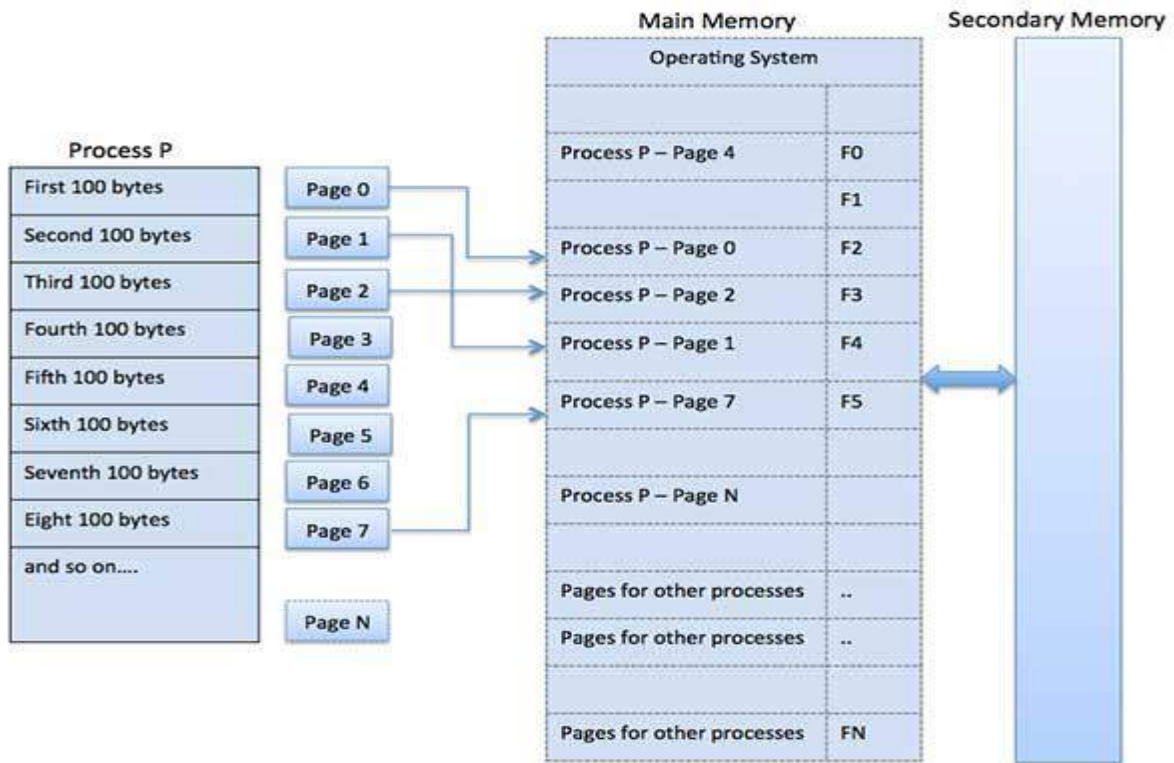 Main Memory
Secondary Memory
Operating System
Process P
First 100 bytes
Second 100 bytes
Third 100 bytes
Fourth 100 bytes
Fifth 100 bytes
Sixth 100 bytes
Seventh 100 bytes
Eight 100 bytes
and so on....
Page 0
Page 1
Page 2
Page 3
Page 4
Page 5
Page 6
Page 7
Page N
Process P – Page 4 F0
F1
Process P – Page 0 F2
Process P – Page 2 F3
Process P – Page 1 F4
Process P – Page 7 F5
Process P – Page N
Pages for other processes ..
Pages for other processes ..
Pages for other processes FN